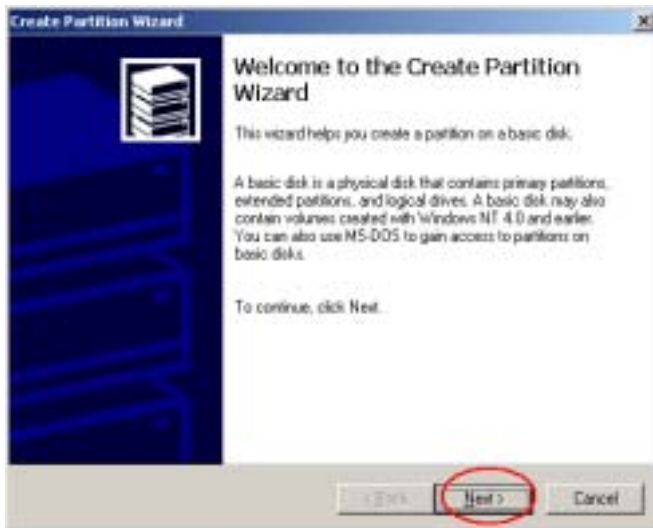 Create Partition Wizard
Welcome to the Create Partition
Wizard
This wizard helps you create a partition on a basic disk.
A basic disk is a physical disk that contains primary partitions,
extended partitions, and logical drives. A basic disk may also
contain volumes created with Windows NT 4.0 and earlier.
You can also use MS-DOS to gain access to partitions on
basic disks.
To continue, click Next.
< Back Next > Cancel